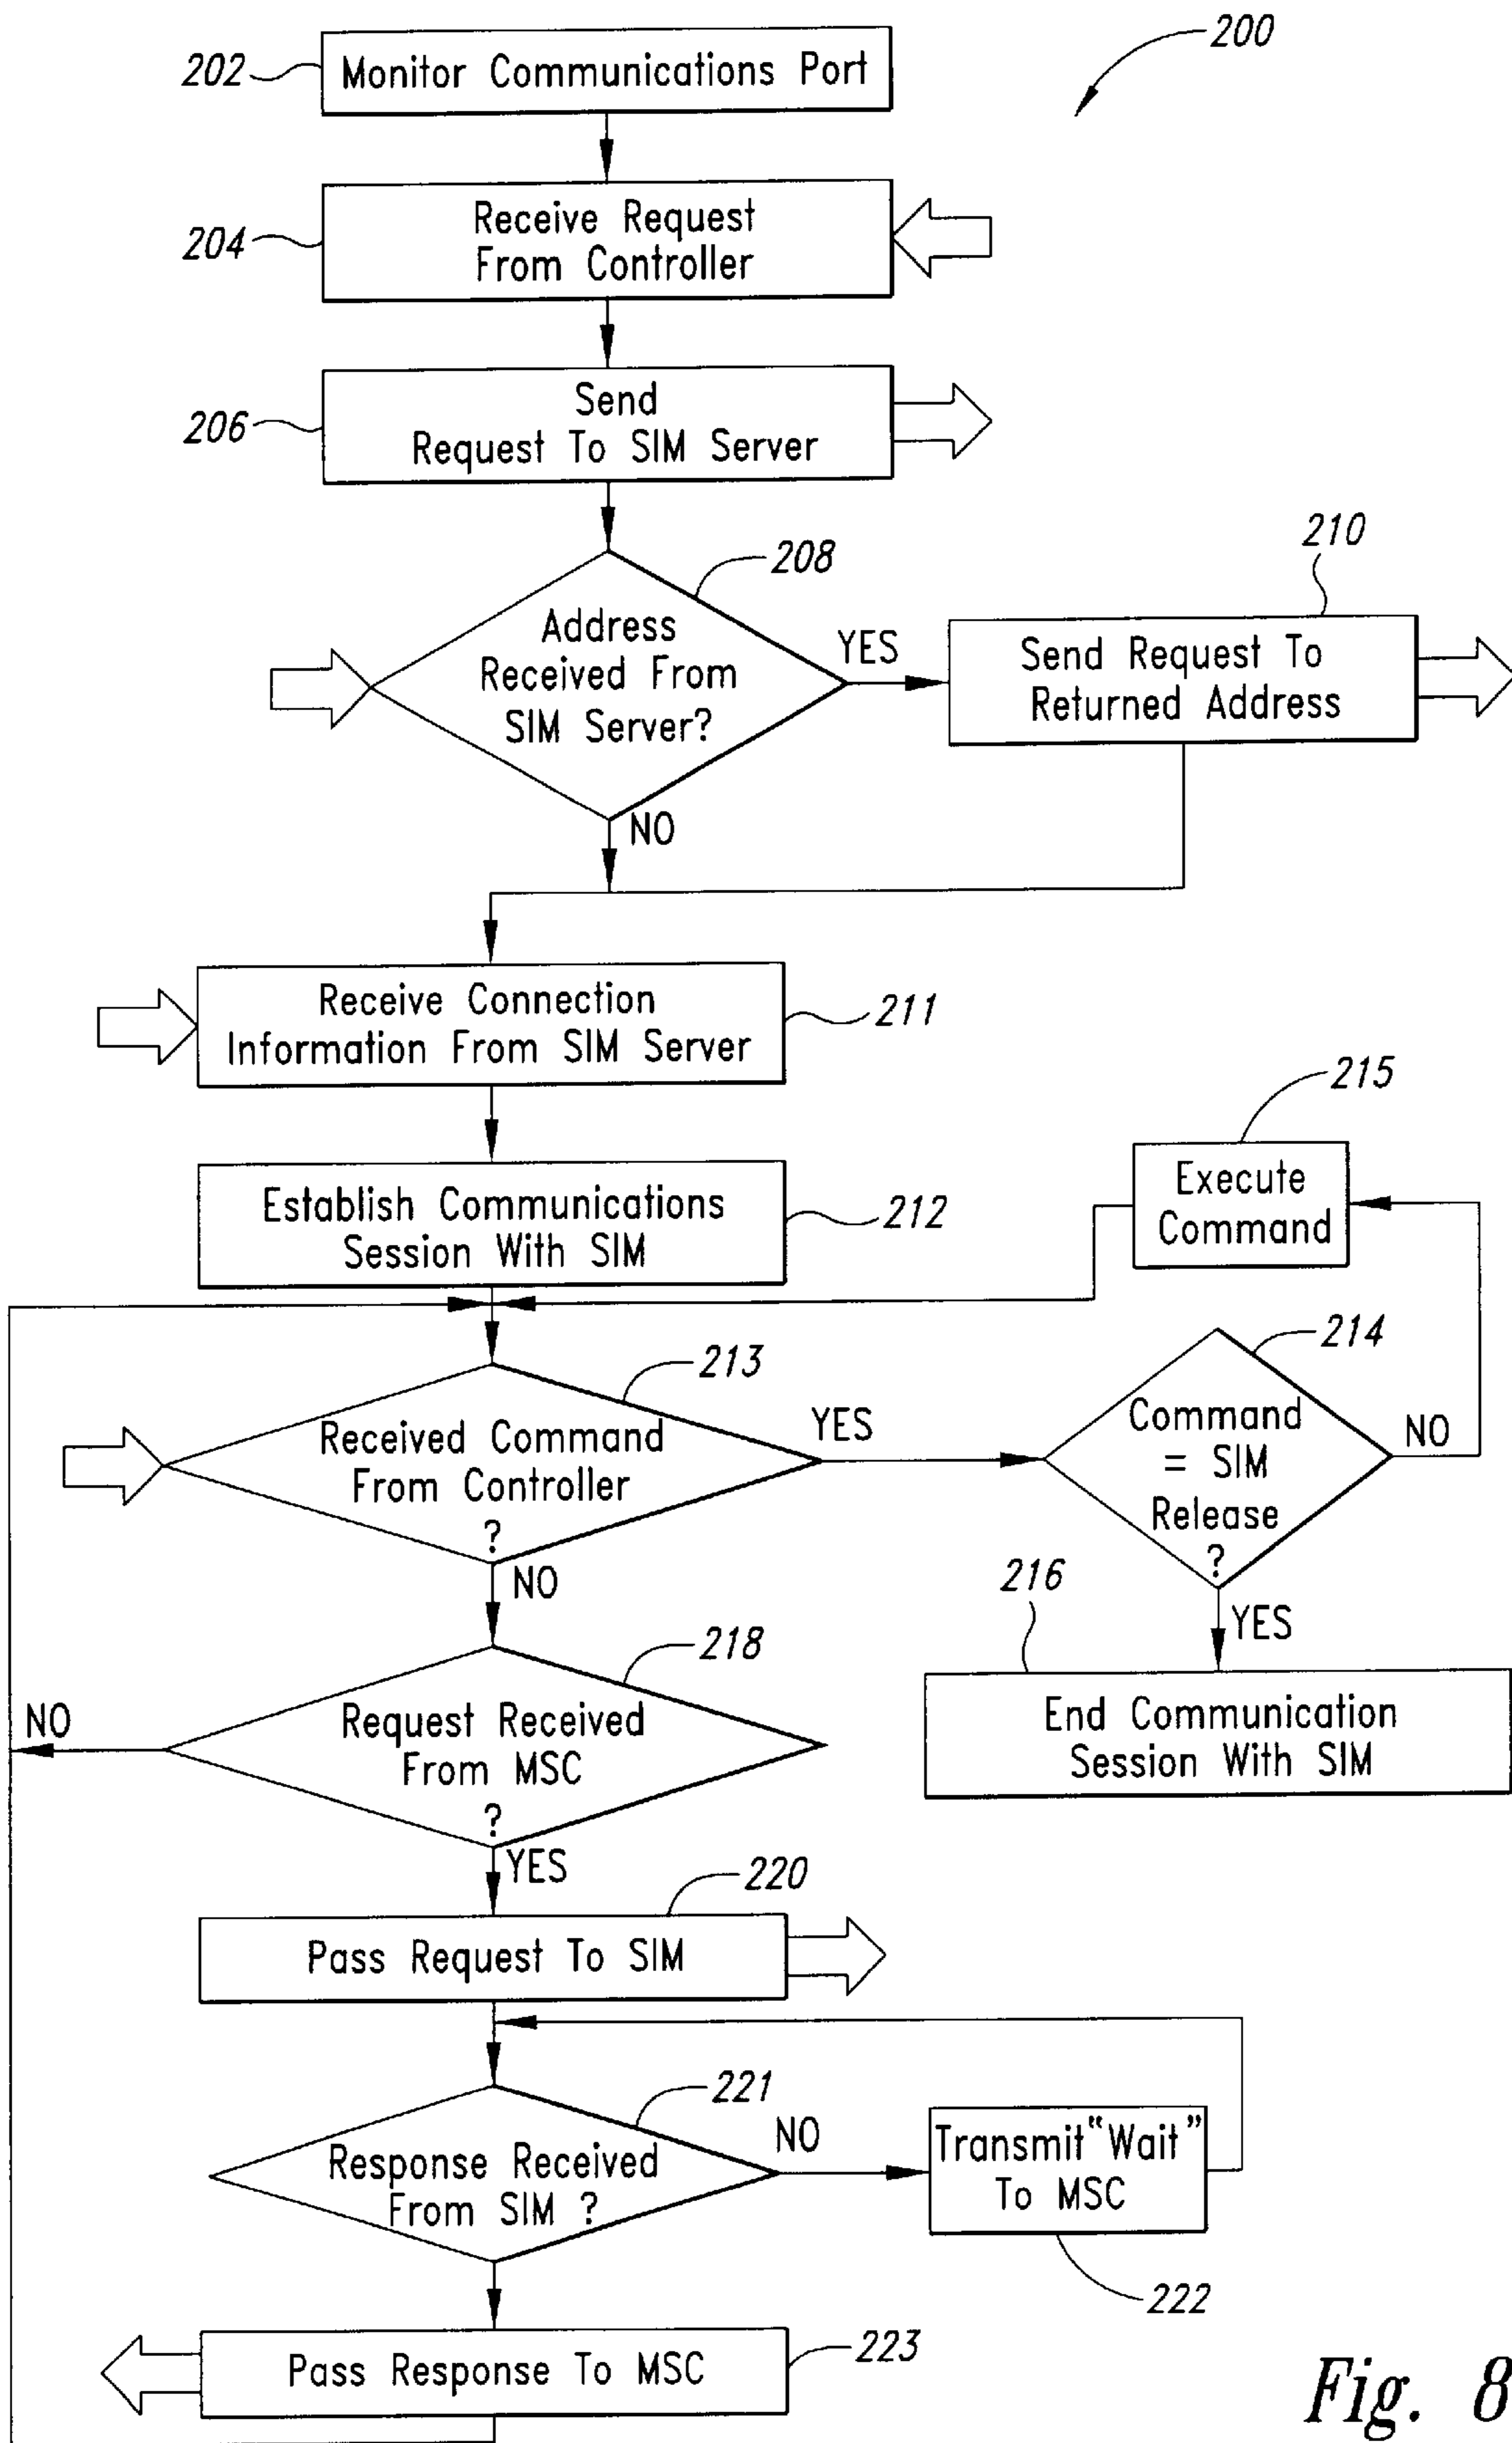 200
202
Monitor Communications Port
204
Receive Request
From Controller
206
Send
Request To SIM Server
208
Address
Received From
SIM Server?
YES
NO
210
Send Request To
Returned Address
Receive Connection
Information From SIM Server
211
Establish Communications
Session With SIM
212
215
Execute
Command
213
Received Command
From Controller
?
YES
NO
214
Command
= SIM
Release
?
NO
YES
216
End Communication
Session With SIM
218
Request Received
From MSC
?
NO
YES
220
Pass Request To SIM
221
Response Received
From SIM ?
NO
Transmit "Wait"
To MSC
222
Pass Response To MSC
223
Fig. 8